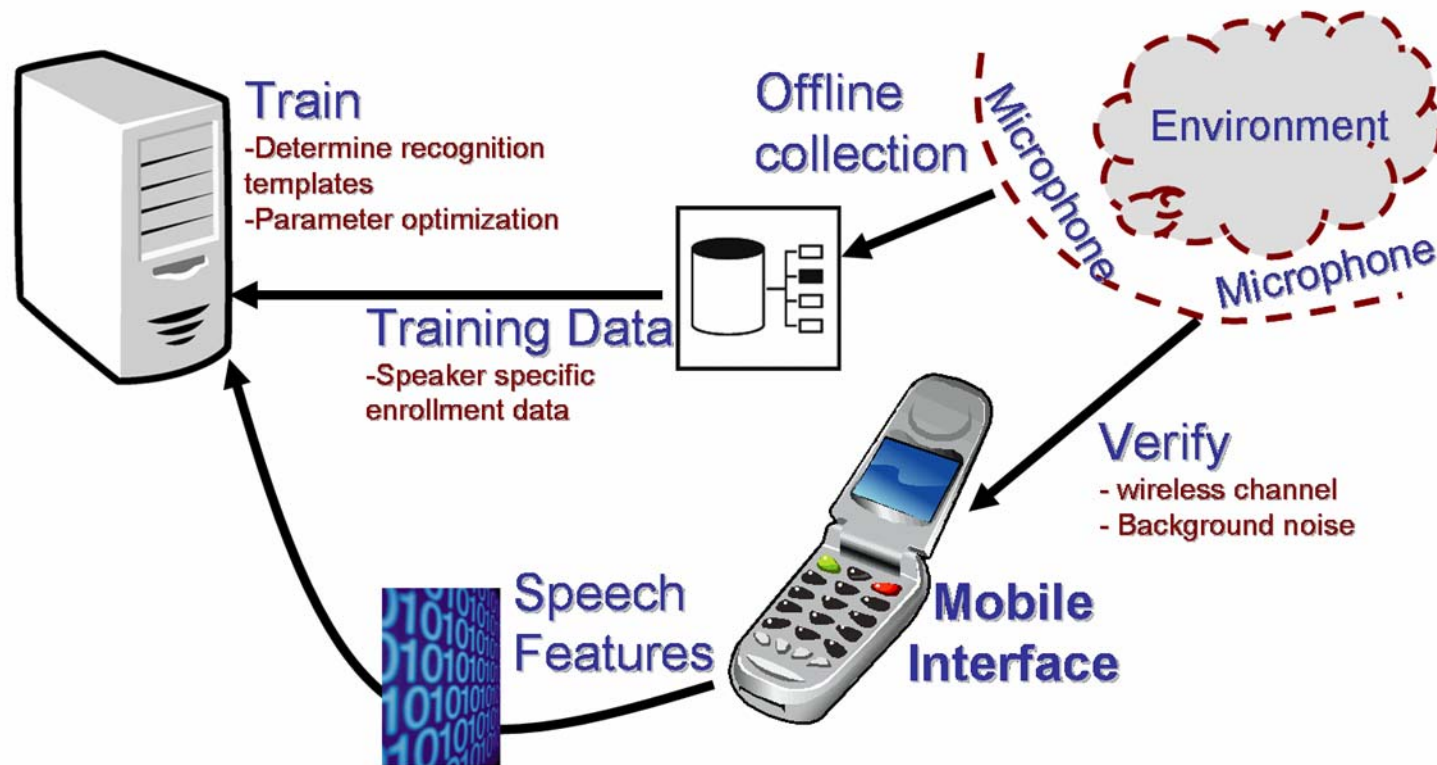 Train
-Determine recognition
templates
-Parameter optimization
Offline
collection
Microphone
Environment
Microphone
Training Data
-Speaker specific
enrollment data
Verify
- wireless channel
- Background noise
Speech
Features
Mobile
Interface